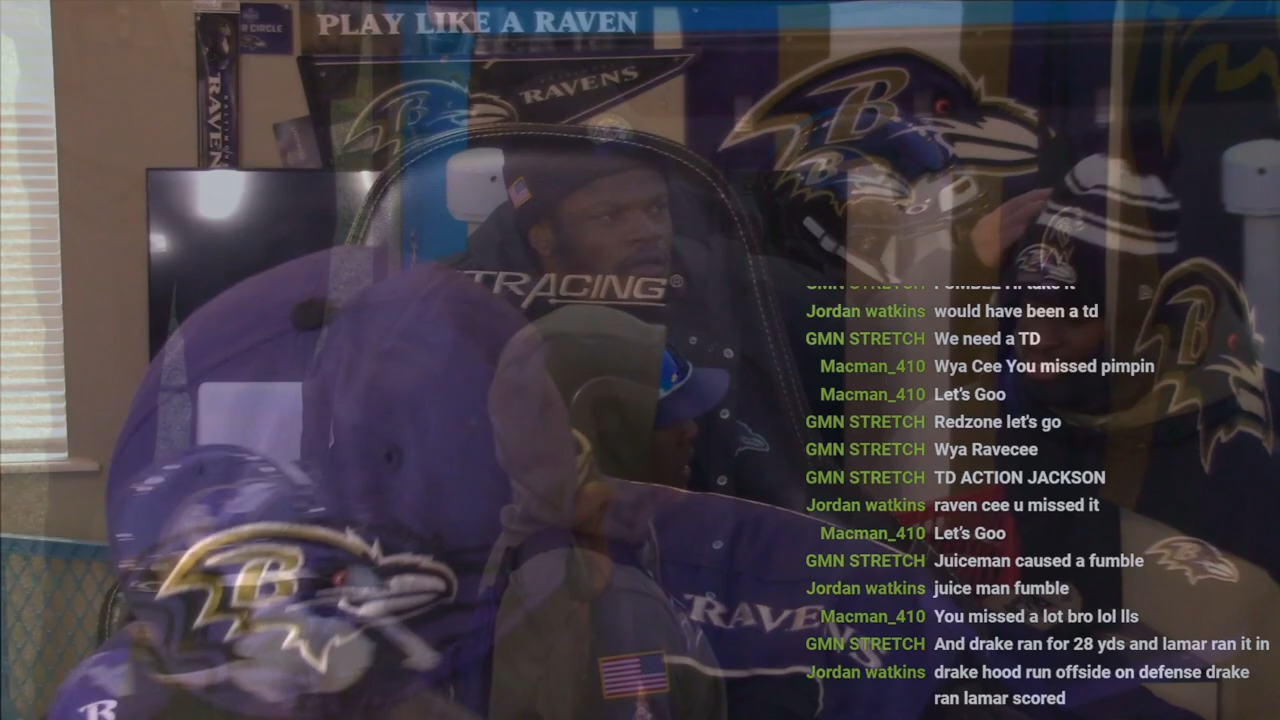 PLAY LIKE A RAVEN
R CIRCLE
RAVENS
RAVEN
B
TRACING®
B
B
Jordan watkins would have been a td
GMN STRETCH We need a TD
Macman_410 Wya Cee You missed pimpin
Macman_410 Let's Goo
GMN STRETCH Redzone let's go
GMN STRETCH Wya Ravecee
GMN STRETCH TD ACTION JACKSON
Jordan watkins raven cee u missed it
Macman_410 Let's Goo
GMN STRETCH Juiceman caused a fumble
Jordan watkins juice man fumble
Macman_410 You missed a lot bro lol lls
GMN STRETCH And drake ran for 28 yds and lamar ran it in
Jordan watkins drake hood run offside on defense drake
ran lamar scored
B
RAVE
B